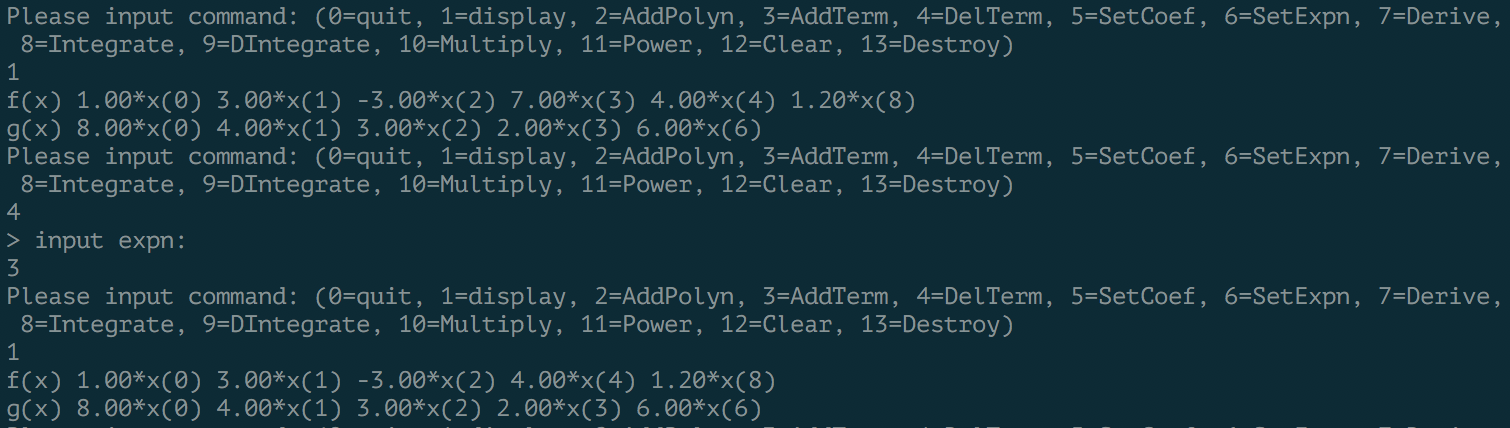 Please input command: (0=quit, 1=display, 2=AddPolyn, 3=AddTerm, 4=DelTerm, 5=SetCoef, 6=SetExpn, 7=Derive,
8=Integrate, 9=DIntegrate, 10=Multiply, 11=Power, 12=Clear, 13=Destroy)
1
f(x) 1.00*x(0) 3.00*x(1) -3.00*x(2) 7.00*x(3) 4.00*x(4) 1.20*x(8)
g(x) 8.00*x(0) 4.00*x(1) 3.00*x(2) 2.00*x(3) 6.00*x(6)
Please input command: (0=quit, 1=display, 2=AddPolyn, 3=AddTerm, 4=DelTerm, 5=SetCoef, 6=SetExpn, 7=Derive,
8=Integrate, 9=DIntegrate, 10=Multiply, 11=Power, 12=Clear, 13=Destroy)
4
> input expn:
3
Please input command: (0=quit, 1=display, 2=AddPolyn, 3=AddTerm, 4=DelTerm, 5=SetCoef, 6=SetExpn, 7=Derive,
8=Integrate, 9=DIntegrate, 10=Multiply, 11=Power, 12=Clear, 13=Destroy)
1
f(x) 1.00*x(0) 3.00*x(1) -3.00*x(2) 4.00*x(4) 1.20*x(8)
g(x) 8.00*x(0) 4.00*x(1) 3.00*x(2) 2.00*x(3) 6.00*x(6)